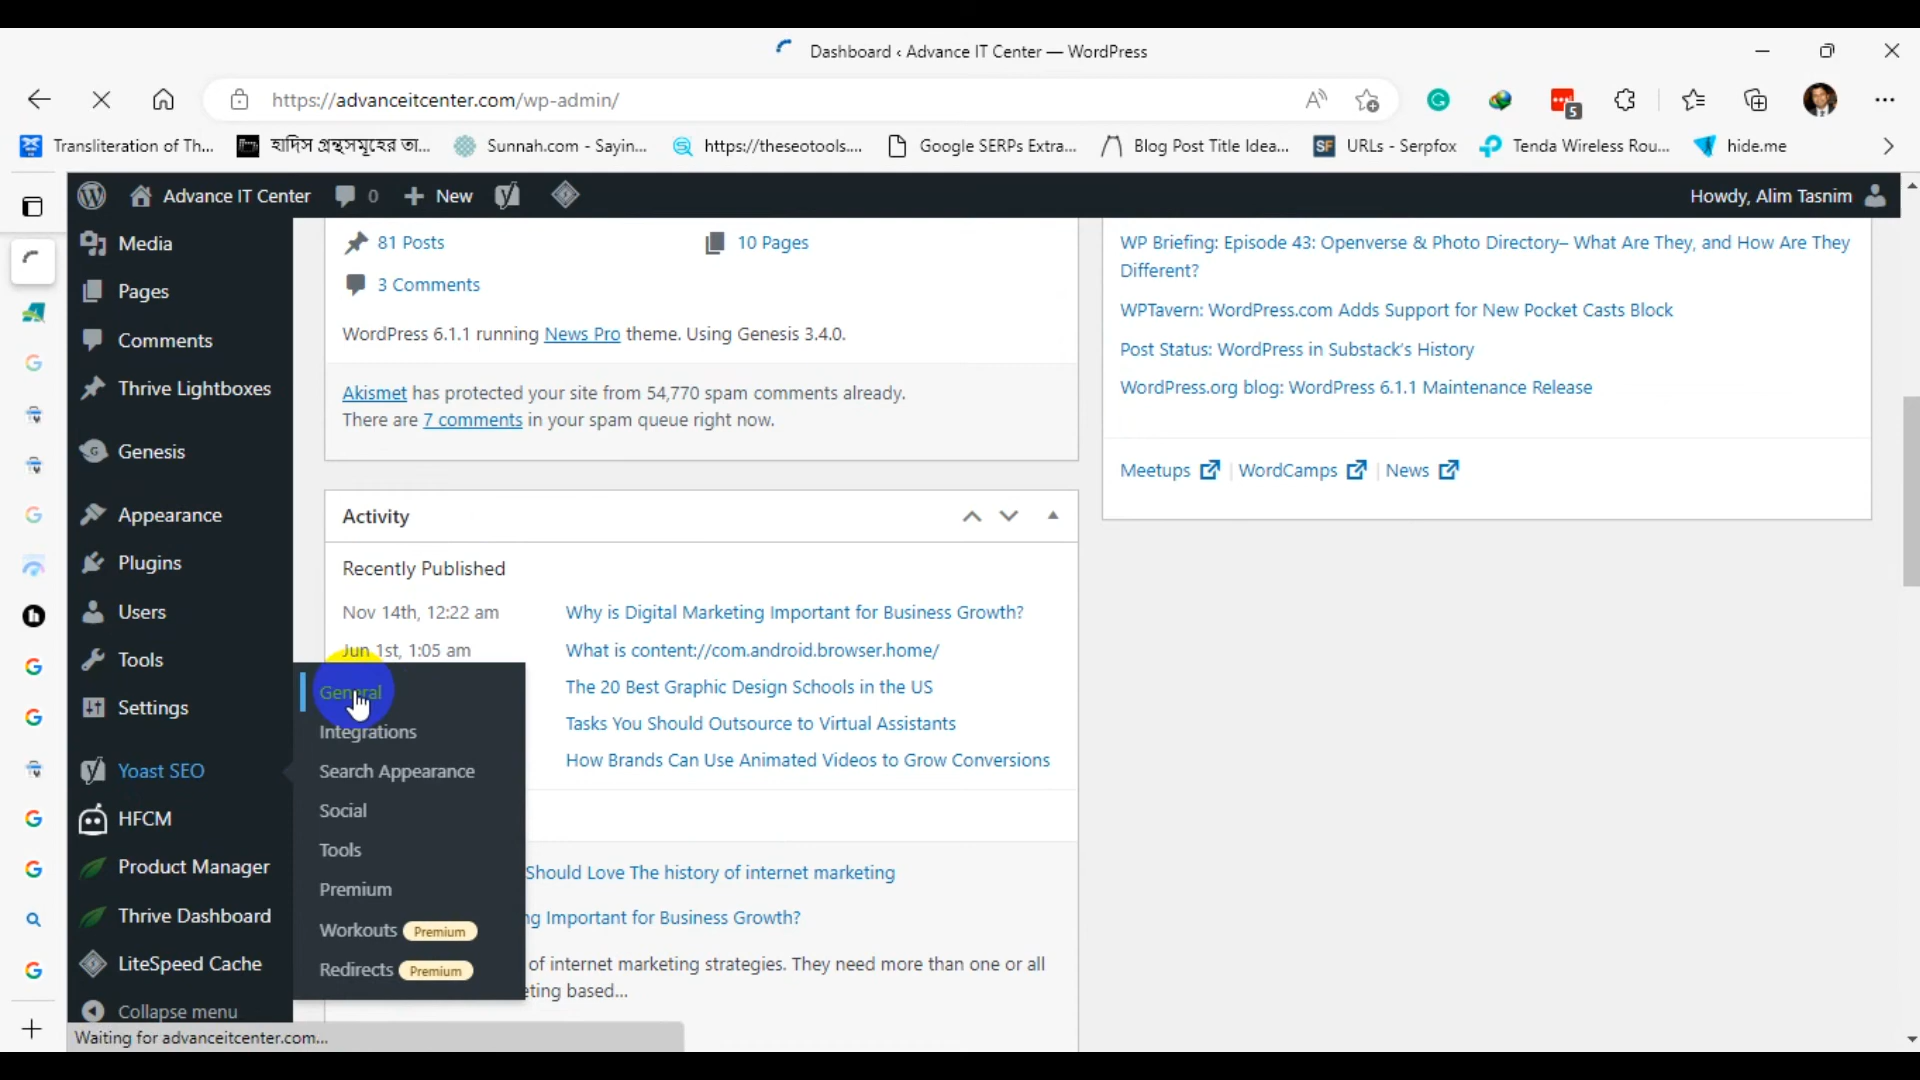 Dashboard ‹ Advance IT Center — WordPress
https://advanceitcenter.com/wp-admin/
5
Transliteration of Th...
হাদিস গ্রন্থসমূহের তা...
Sunnah.com - Sayin...
https://theseotools....
Google SERPs Extra...
Blog Post Title Idea...
SF
URLs - Serpfox
Tenda Wireless Rou...
hide.me
Advance IT Center
0
New
Howdy, Alim Tasnim
Media
Pages
Comments
Thrive Lightboxes
Genesis
Appearance
Plugins
Users
Tools
Settings
Yoast SEO
HFCM
Product Manager
Thrive Dashboard
LiteSpeed Cache
Collapse menu
General
Integrations
Search Appearance
Social
Tools
Premium
Workouts Premium
Redirects Premium
81 Posts
10 Pages
3 Comments
WordPress 6.1.1 running News Pro theme. Using Genesis 3.4.0.
Akismet has protected your site from 54,770 spam comments already.
There are 7 comments in your spam queue right now.
Activity
Recently Published
Nov 14th, 12:22 am
Why is Digital Marketing Important for Business Growth?
Jun 1st, 1:05 am
What is content://com.android.browser.home/
The 20 Best Graphic Design Schools in the US
Tasks You Should Outsource to Virtual Assistants
How Brands Can Use Animated Videos to Grow Conversions
Should Love The history of internet marketing
ng Important for Business Growth?
of internet marketing strategies. They need more than one or all
eting based...
WP Briefing: Episode 43: Openverse & Photo Directory– What Are They, and How Are They
Different?
WPTavern: WordPress.com Adds Support for New Pocket Casts Block
Post Status: WordPress in Substack's History
WordPress.org blog: WordPress 6.1.1 Maintenance Release
Meetups | WordCamps | News
Waiting for advanceitcenter.com...